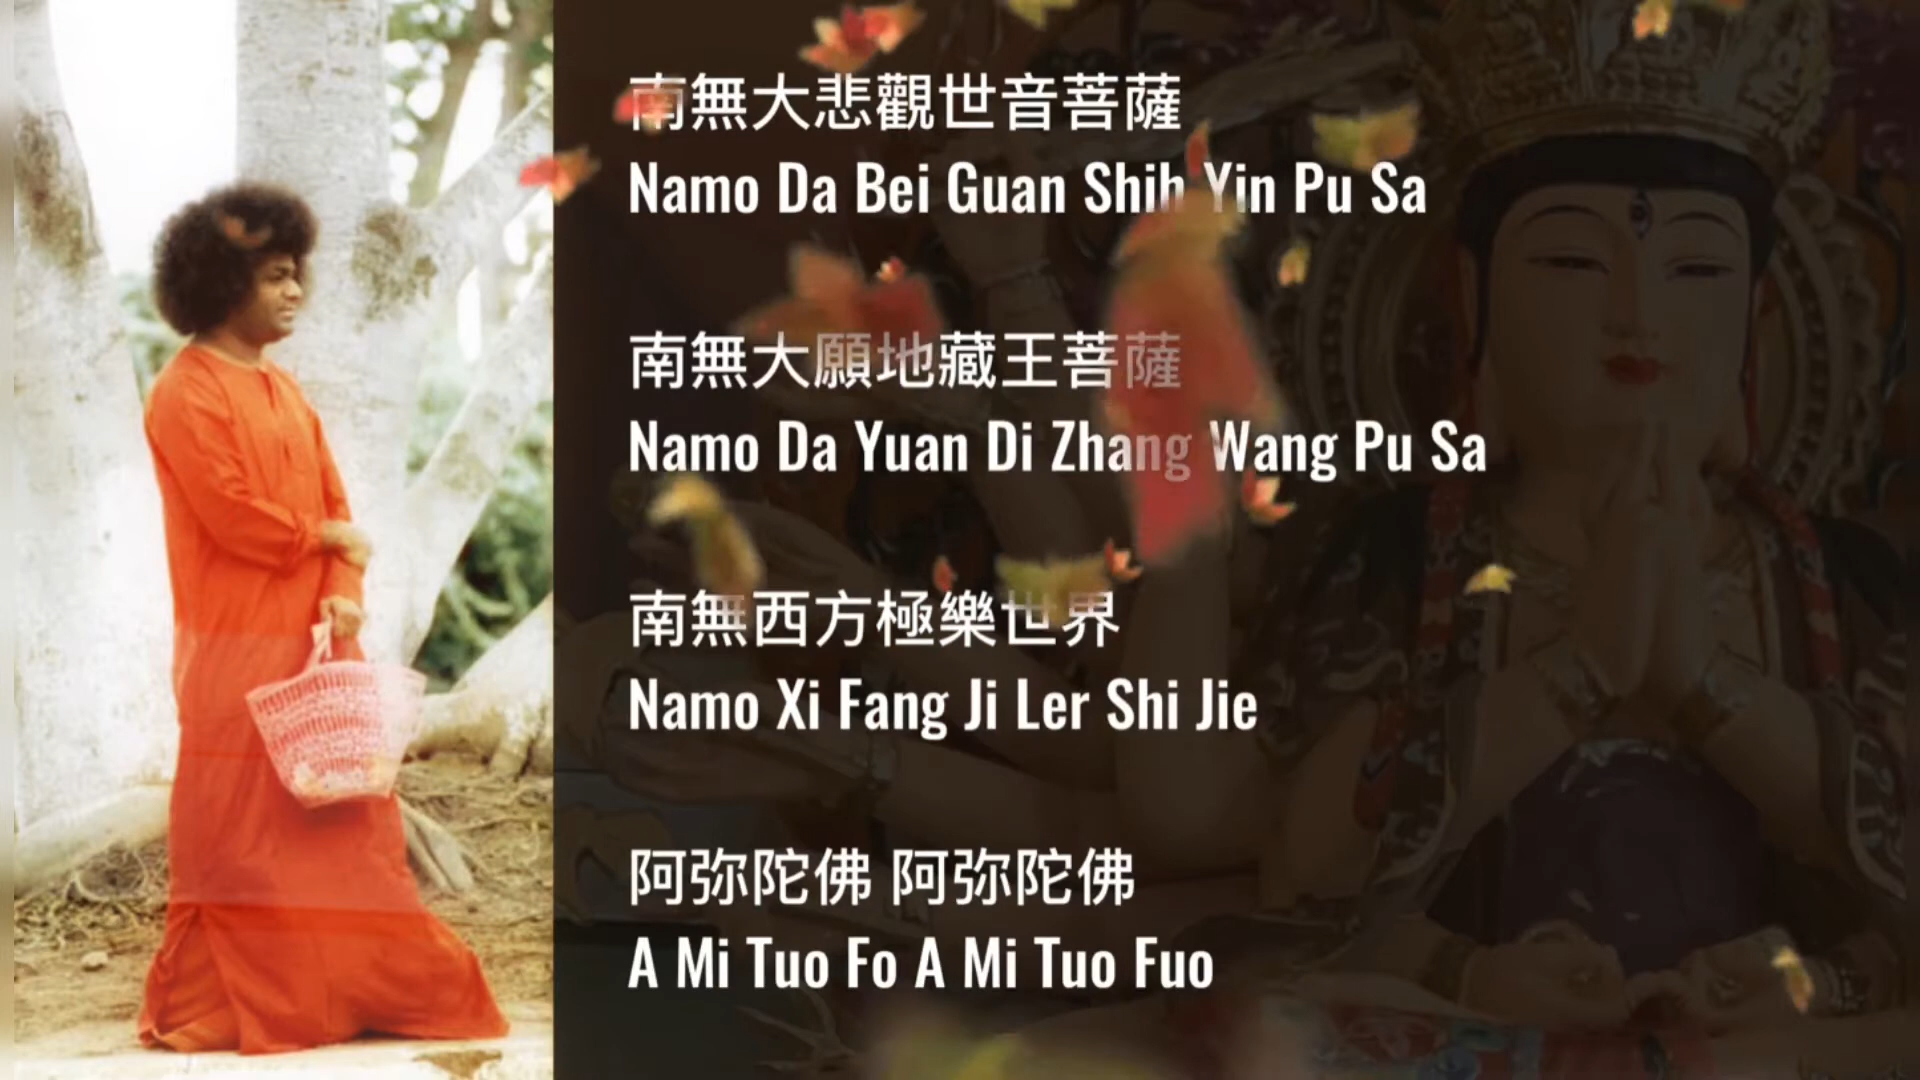 南無大悲觀世音菩薩
Namo Da Bei Guan Shih Yin Pu Sa
南無大願地藏王菩薩
Namo Da Yuan Di Zhang Wang Pu Sa
南無西方極樂世界
Namo Xi Fang Ji Ler Shi Jie
阿弥陀佛 阿弥陀佛
A Mi Tuo Fo A Mi Tuo Fuo